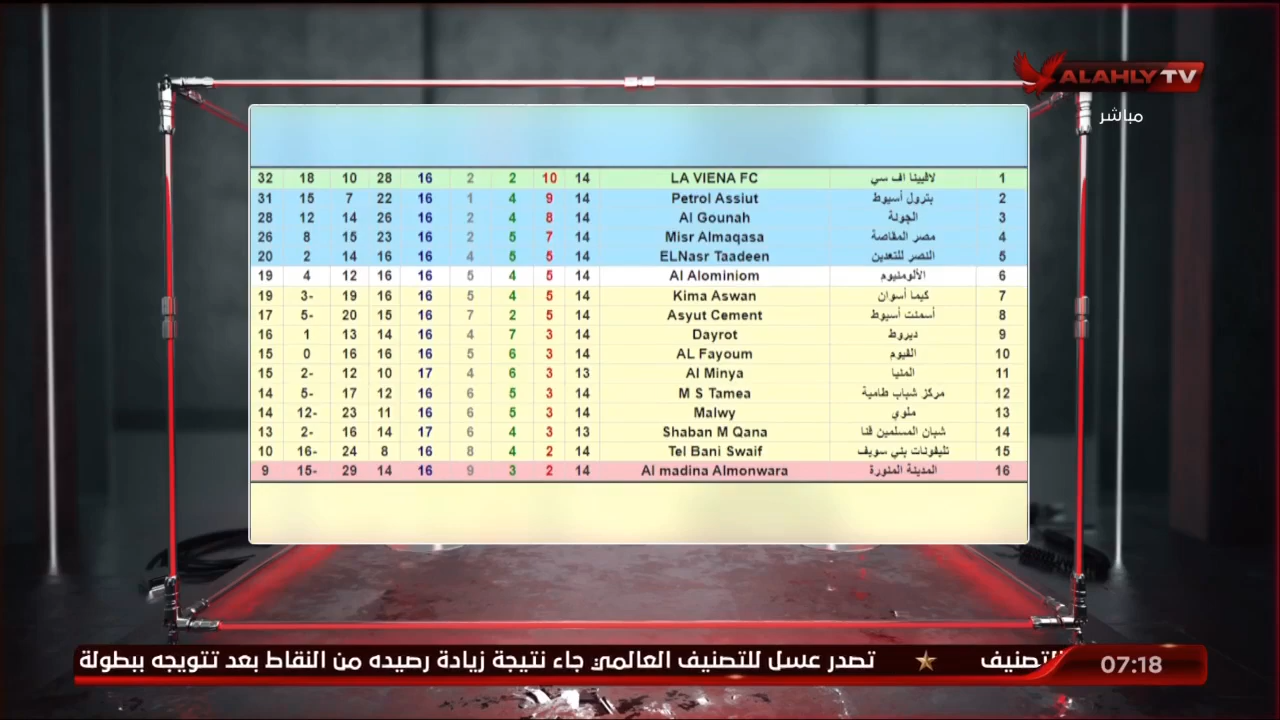 ALAHLY TV
مباشر
32 18 10 28 16 2 2 10 14 LA VIENA FC لافيينا اف سي 1
31 15 7 22 16 1 4 9 14 Petrol Assiut بترول أسيوط 2
28 12 14 26 16 2 4 8 14 Al Gounah الجونة 3
26 8 15 23 16 2 5 7 14 Misr Almaqasa مصر المقاصة 4
20 2 14 16 16 4 5 5 14 ELNasr Taadeen النصر للتعدين 5
19 4 12 16 16 5 4 5 14 Al Alominiom الألومنيوم 6
19 3- 19 16 16 5 4 5 14 Kima Aswan كيما أسوان 7
17 5- 20 15 16 7 2 5 14 Asyut Cement أسمنت أسيوط 8
16 1 13 14 16 4 7 3 14 Dayrot ديروط 9
15 0 16 16 16 5 6 3 14 AL Fayoum الفيوم 10
15 2- 12 10 17 4 6 3 13 Al Minya المنيا 11
14 5- 17 12 16 6 5 3 14 M S Tamea مركز شباب طامية 12
14 12- 23 11 16 6 5 3 14 Malwy ملوي 13
13 2- 16 14 17 6 4 3 13 Shaban M Qana شبان المسلمين قنا 14
10 16- 24 8 16 8 4 2 14 Tel Bani Swaif تليفونات بني سويف 15
9 15- 29 14 16 9 3 2 14 Al madina Almonwara المدينة المنورة 16
التصنيف ★ تصدر عسل للتصنيف العالمي جاء نتيجة زيادة رصيده من النقاط بعد تتويجه ببطولة
07:18